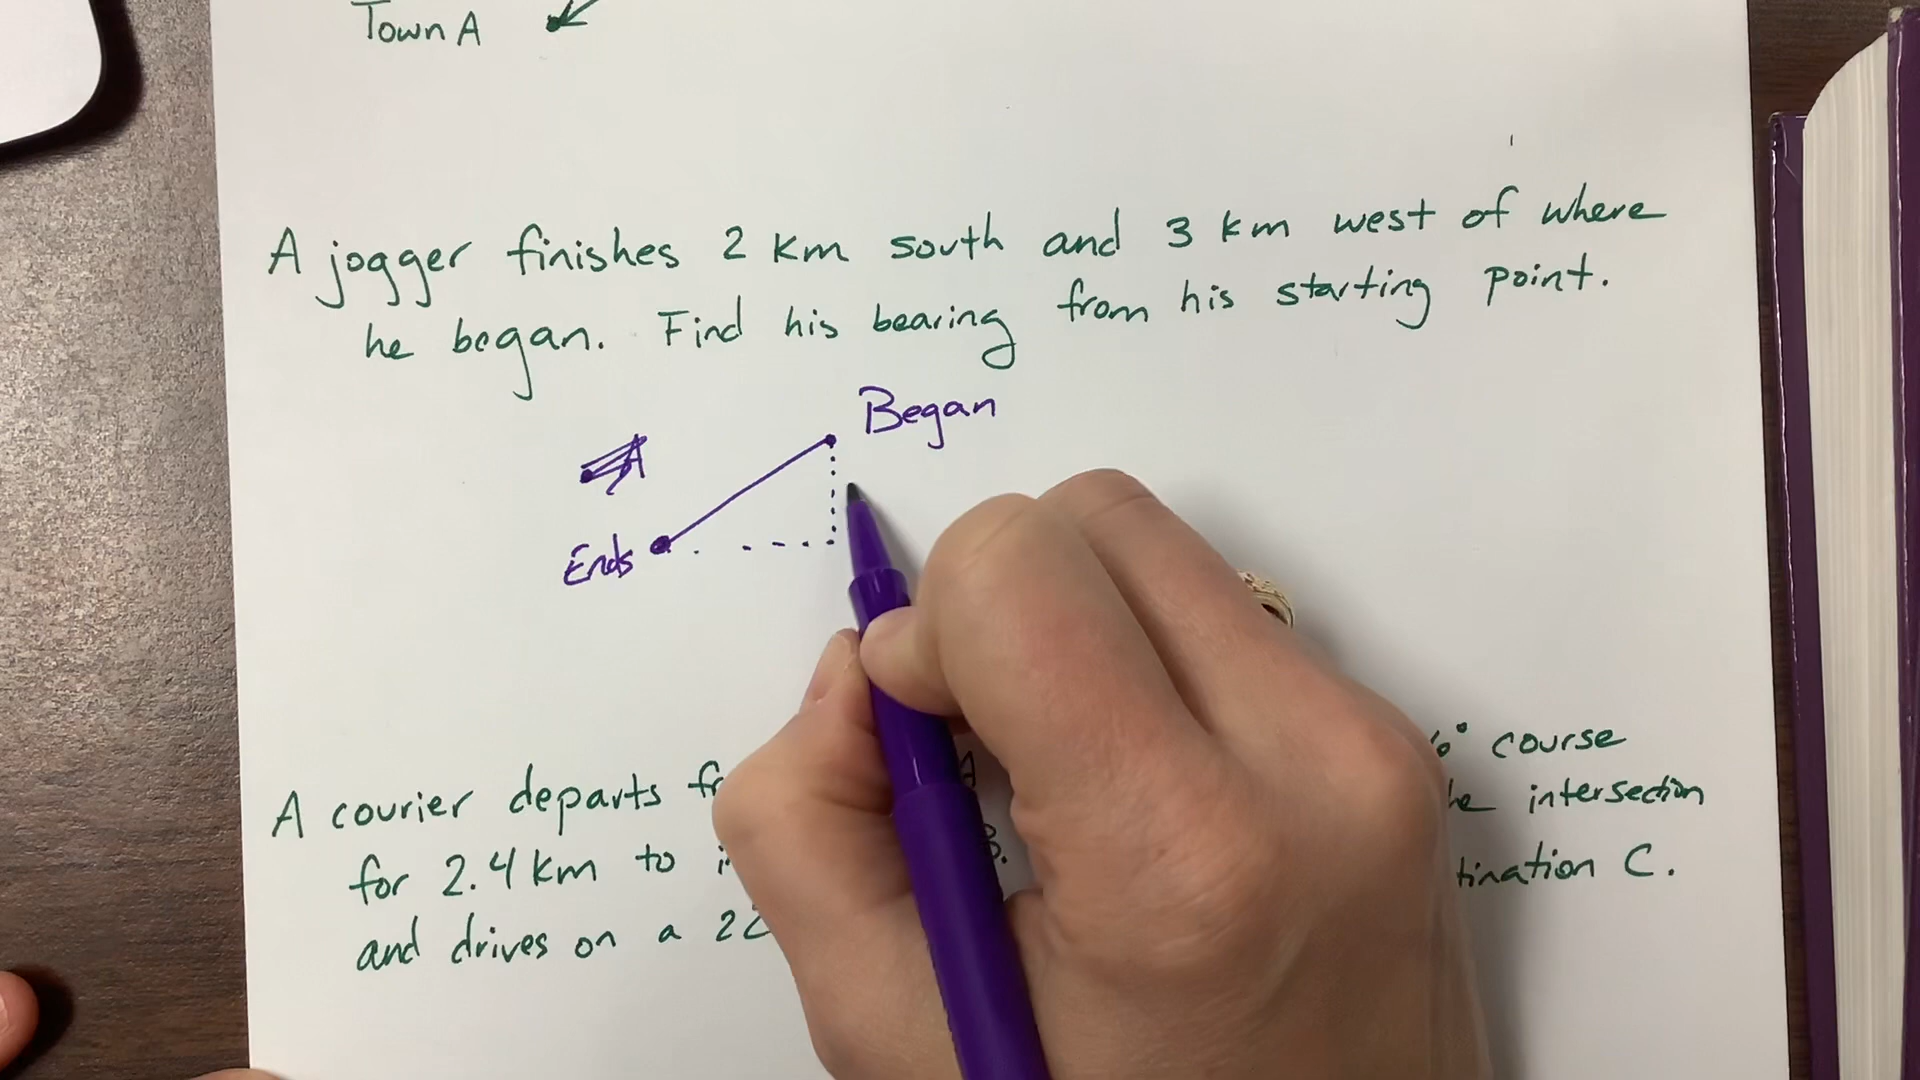 Town A
A jogger finishes 2 km south and 3 km west of where
he began. Find his bearing from his starting point.
Began
Ends
A courier departs A course
for 2.4 km to B. the intersection
and drives on a C.